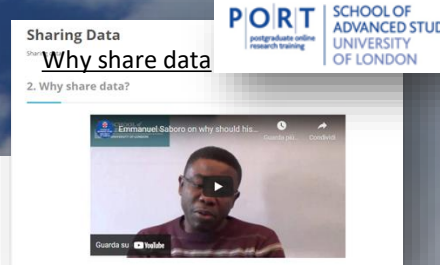 PORT
postgraduate online
research training
SCHOOL OF
ADVANCED STUD
UNIVERSITY
OF LONDON
Sharing Data
Why share data
2. Why share data?
Emmanuel Saboro on why should his...
Guarda più...
Condividi
Guarda su YouTube